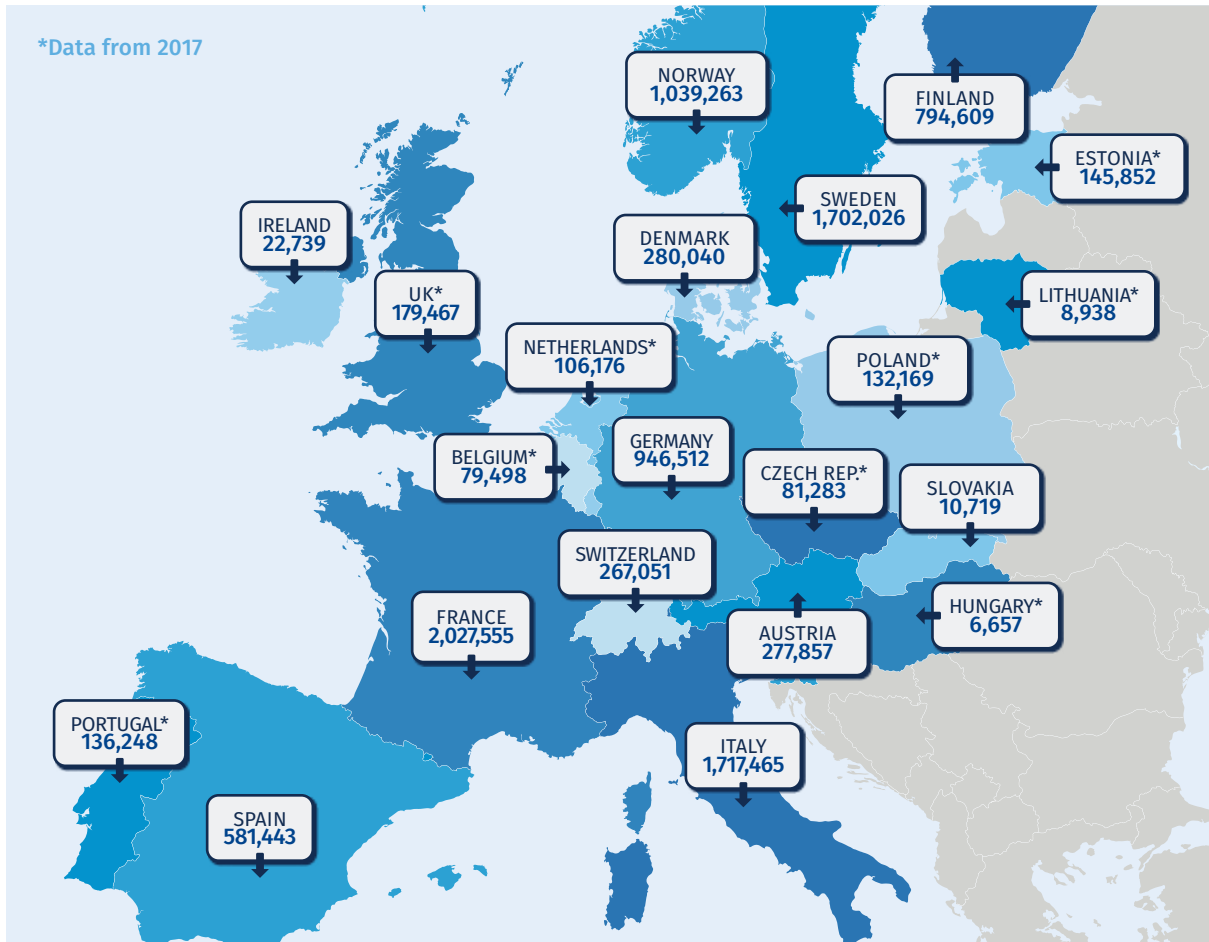 *Data from 2017
NORWAY
1,039,263
FINLAND
794,609
ESTONIA*
145,852
SWEDEN
1,702,026
IRELAND
22,739
DENMARK
280,040
UK*
179,467
LITHUANIA*
8,938
NETHERLANDS*
106,176
POLAND*
132,169
BELGIUM*
79,498
GERMANY
946,512
CZECH REP.*
81,283
SLOVAKIA
10,719
SWITZERLAND
267,051
FRANCE
2,027,555
AUSTRIA
277,857
HUNGARY*
6,657
PORTUGAL*
136,248
ITALY
1,717,465
SPAIN
581,443